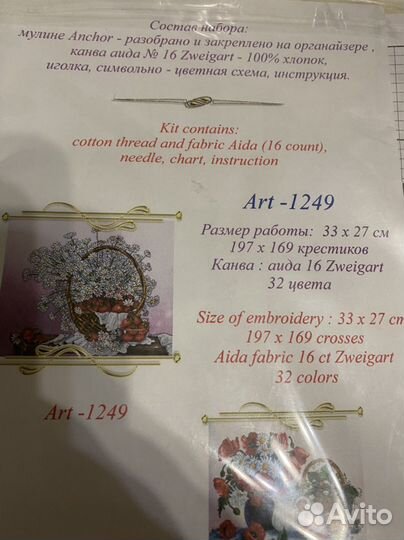 Состав набора:
мулине Anchor - разобрано и закреплено на органайзере ,
канва аида № 16 Zweigart - 100% хлопок,
иголка, символьно - цветная схема, инструкция.
Kit contains:
cotton thread and fabric Aida (16 count),
needle, chart, instruction
Art -1249
Размер работы: 33 х 27 см
197 х 169 крестиков
Канва : аида 16 Zweigart
32 цвета
Size of embroidery : 33 x 27 cm
197 x 169 crosses
Aida fabric 16 ct Zweigart
32 colors
Art -1249
Avito